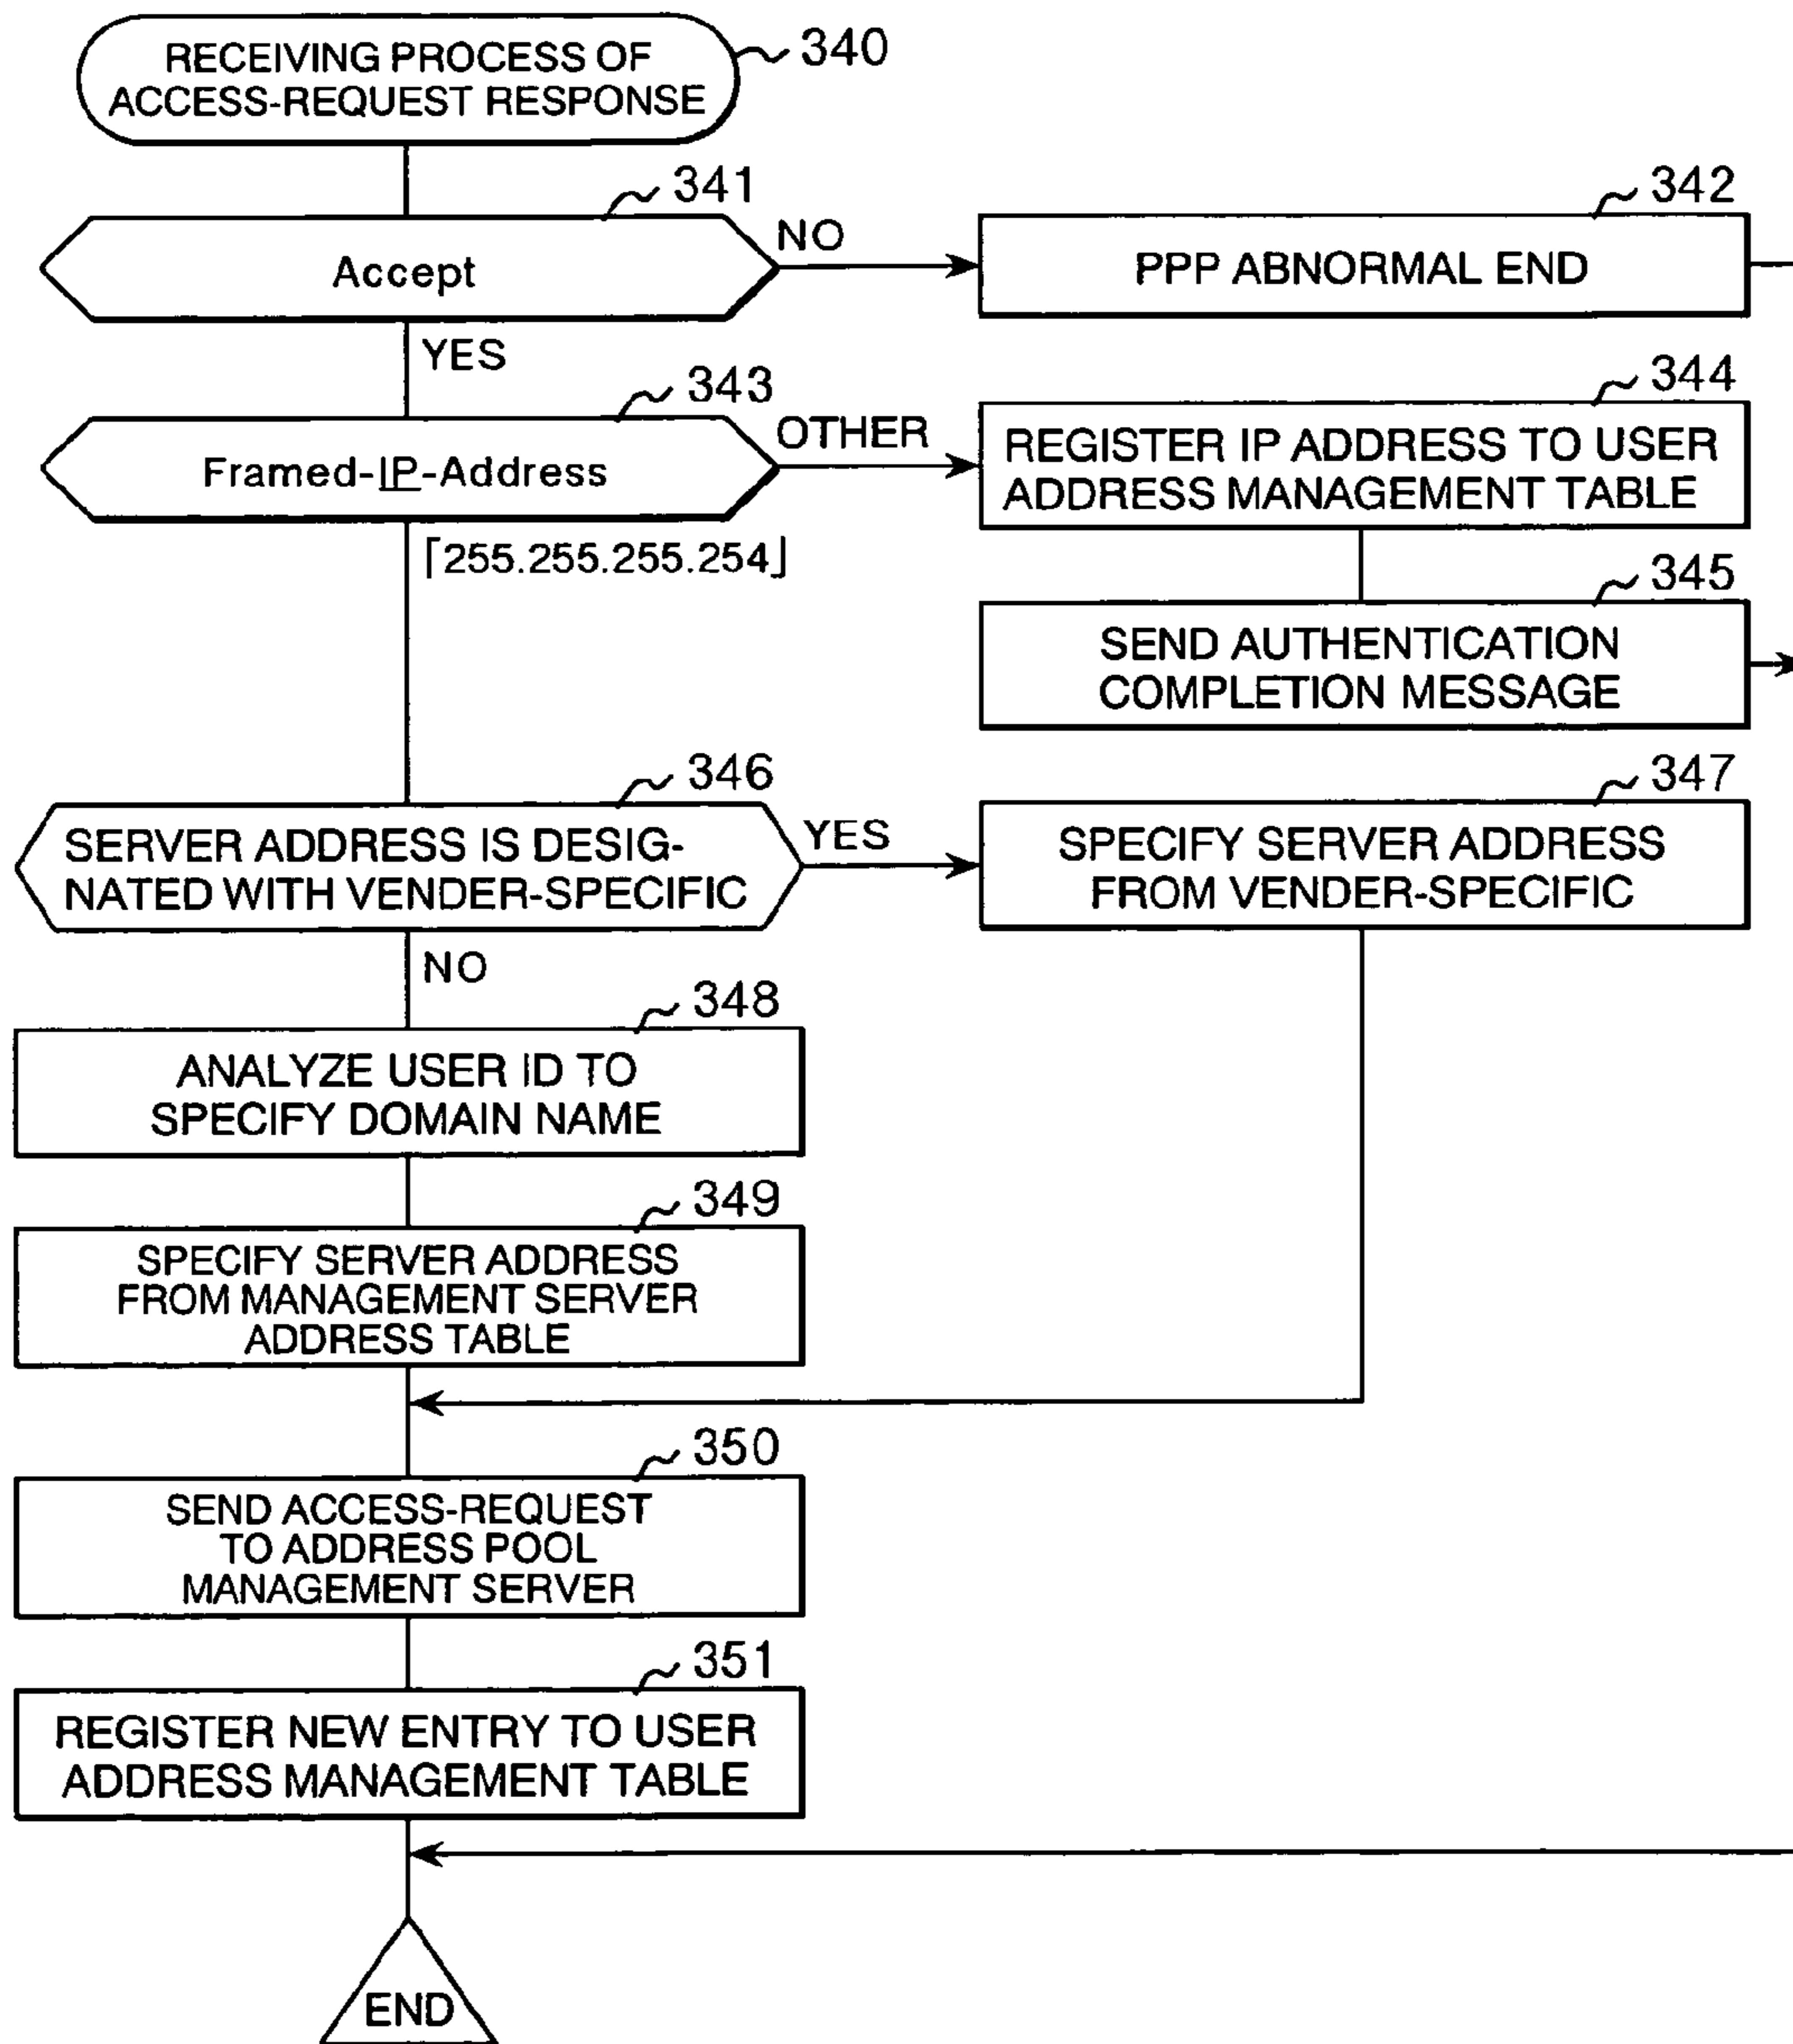 RECEIVING PROCESS OF
ACCESS-REQUEST RESPONSE
340
341
Accept
NO
342
PPP ABNORMAL END
YES
343
Framed-IP-Address
OTHER
344
REGISTER IP ADDRESS TO USER
ADDRESS MANAGEMENT TABLE
「255.255.255.254」
345
SEND AUTHENTICATION
COMPLETION MESSAGE
346
SERVER ADDRESS IS DESIG-
NATED WITH VENDER-SPECIFIC
YES
347
SPECIFY SERVER ADDRESS
FROM VENDER-SPECIFIC
NO
348
ANALYZE USER ID TO
SPECIFY DOMAIN NAME
349
SPECIFY SERVER ADDRESS
FROM MANAGEMENT SERVER
ADDRESS TABLE
350
SEND ACCESS-REQUEST
TO ADDRESS POOL
MANAGEMENT SERVER
351
REGISTER NEW ENTRY TO USER
ADDRESS MANAGEMENT TABLE
END